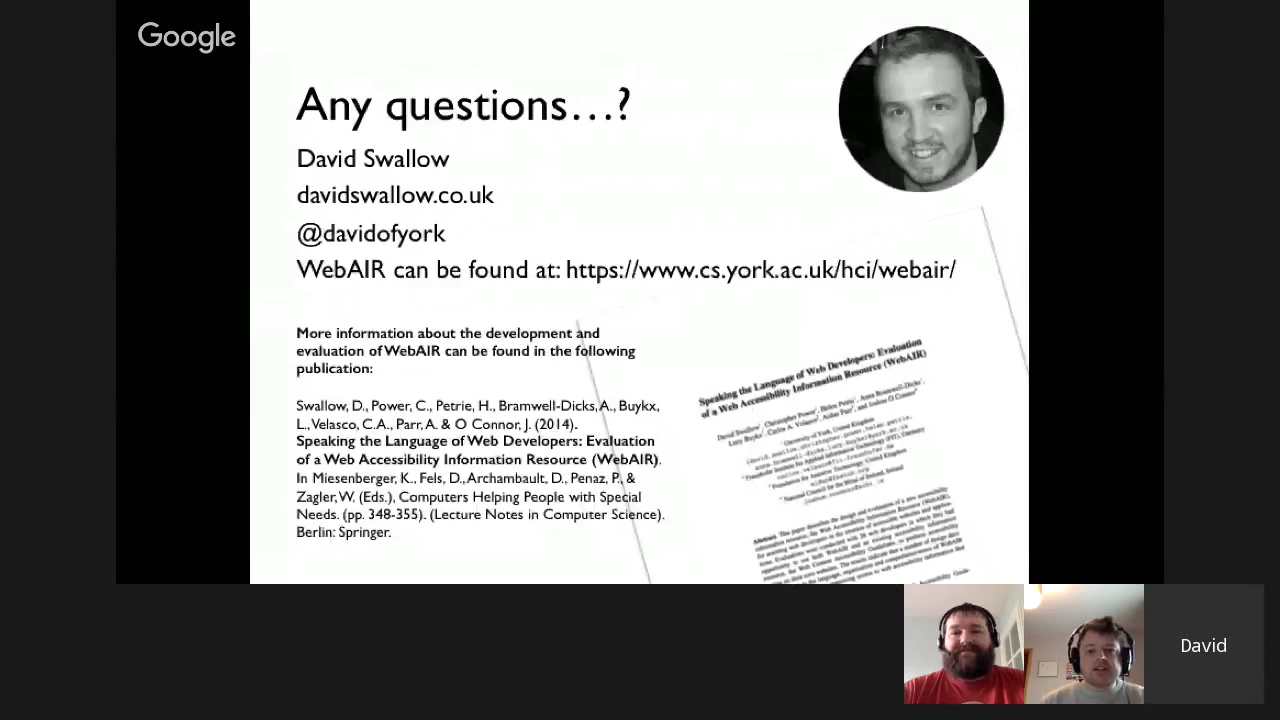 Google
Any questions…?
David Swallow
davidswallow.co.uk
@davidofyork
WebAIR can be found at: https://www.cs.york.ac.uk/hci/webair/
More information about the development and
evaluation of WebAIR can be found in the following
publication:
Swallow, D., Power, C., Petrie, H., Bramwell-Dicks, A., Buykx,
L., Velasco, C.A., Parr, A. & O Connor, J. (2014).
Speaking the Language of Web Developers: Evaluation
of a Web Accessibility Information Resource (WebAIR).
In Miesenberger, K., Fels, D., Archambault, D., Penaz, P., &
Zagler, W. (Eds.), Computers Helping People with Special
Needs. (pp. 348-355). (Lecture Notes in Computer Science).
Berlin: Springer.
Speaking the Language of Web Developers: Evaluation
of a Web Accessibility Information Resource (WebAIR)
David